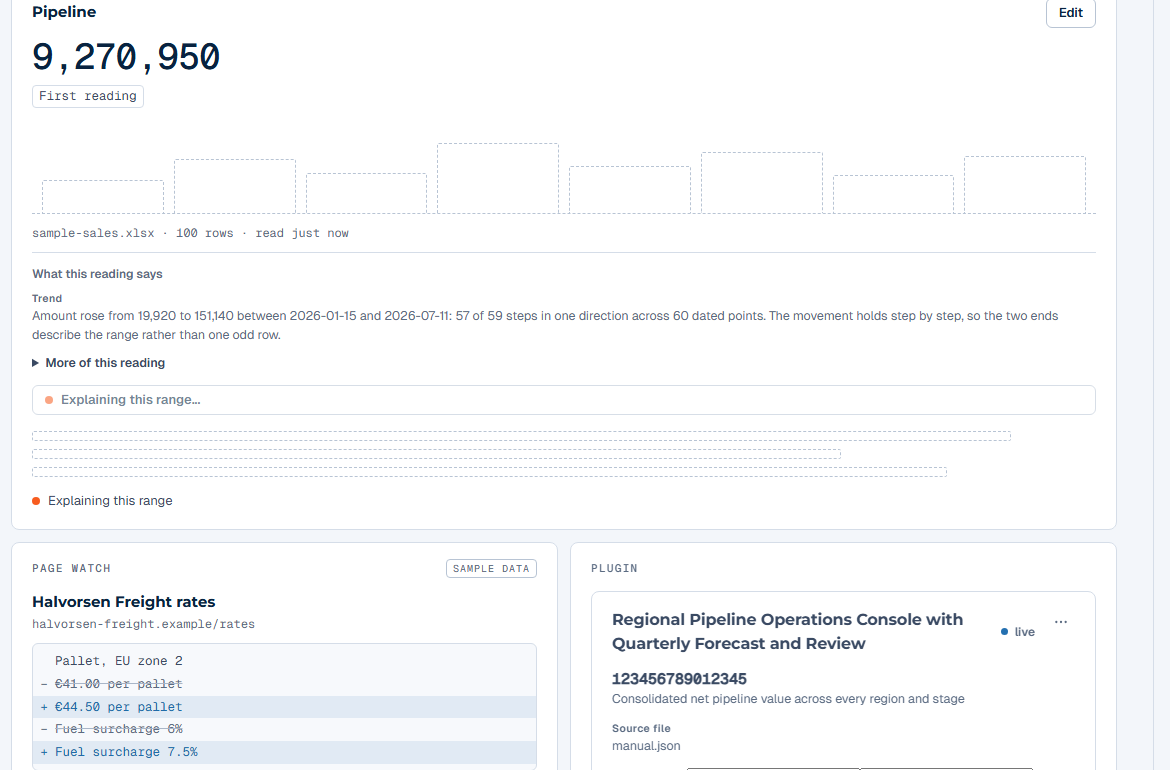 Pipeline
Edit
9,270,950
First reading
sample-sales.xlsx · 100 rows · read just now
What this reading says
Trend
Amount rose from 19,920 to 151,140 between 2026-01-15 and 2026-07-11: 57 of 59 steps in one direction across 60 dated points. The movement holds step by step, so the two ends
describe the range rather than one odd row.
▶ More of this reading
Explaining this range...
Explaining this range
PAGE WATCH
SAMPLE DATA
Halvorsen Freight rates
halvorsen-freight.example/rates
Pallet, EU zone 2
− €41.00 per pallet
+ €44.50 per pallet
− Fuel surcharge 6%
+ Fuel surcharge 7.5%
PLUGIN
Regional Pipeline Operations Console with
Quarterly Forecast and Review
live
...
123456789012345
Consolidated net pipeline value across every region and stage
Source file
manual.json